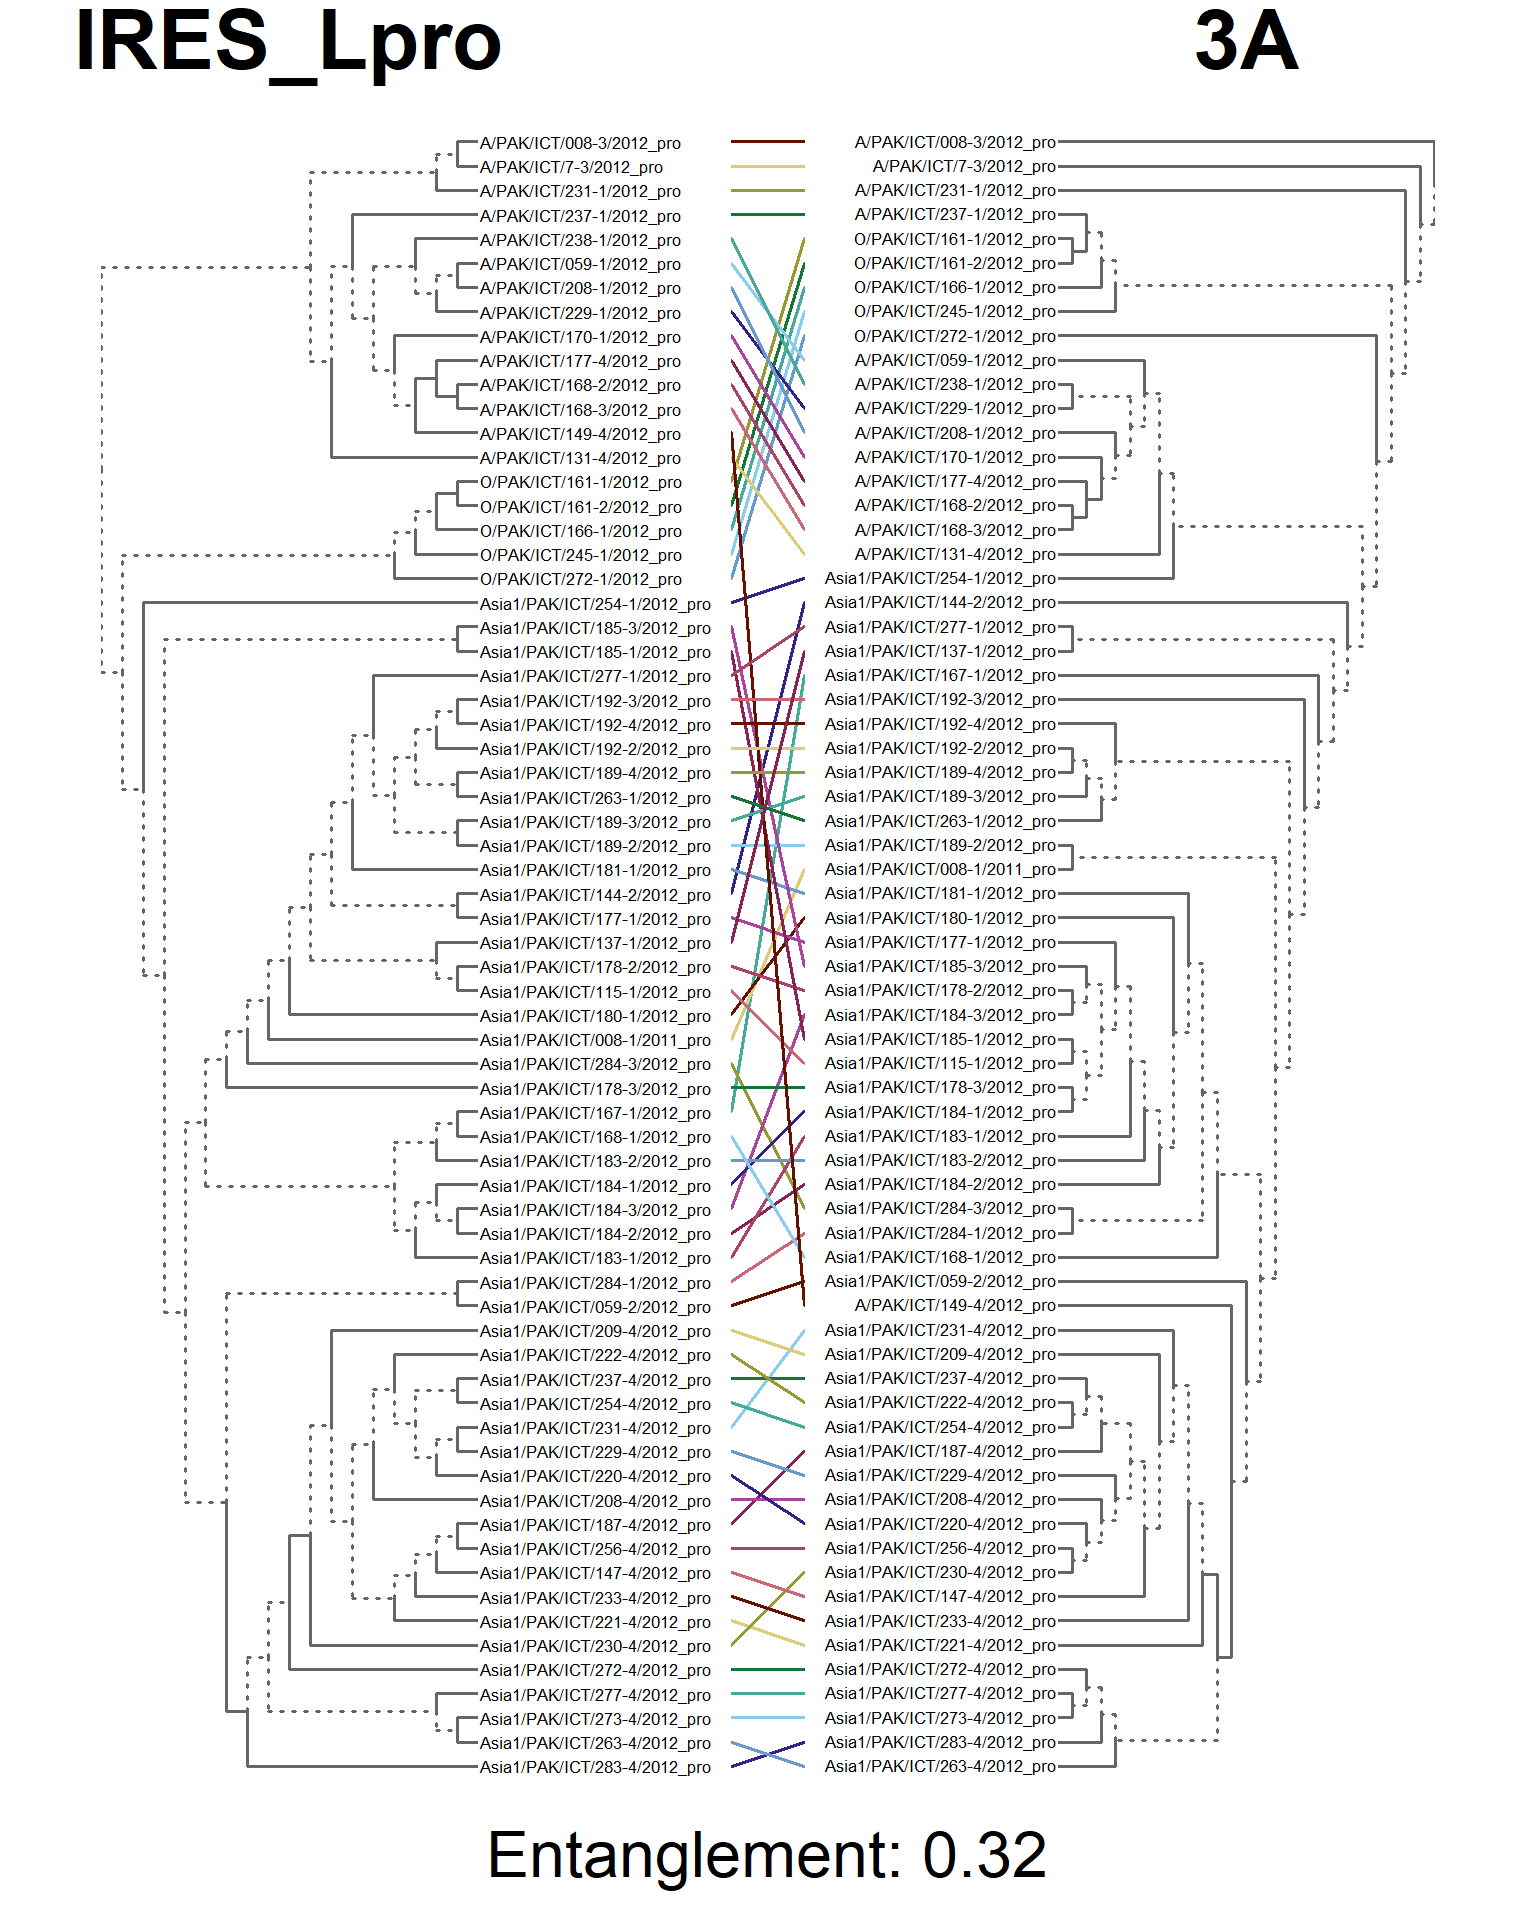 IRES_Lpro 3A
A/PAK/ICT/008-3/2012_pro A/PAK/ICT/008-3/2012_pro
A/PAK/ICT/7-3/2012_pro A/PAK/ICT/7-3/2012_pro
A/PAK/ICT/231-1/2012_pro A/PAK/ICT/231-1/2012_pro
A/PAK/ICT/237-1/2012_pro A/PAK/ICT/237-1/2012_pro
A/PAK/ICT/238-1/2012_pro O/PAK/ICT/161-1/2012_pro
A/PAK/ICT/059-1/2012_pro O/PAK/ICT/161-2/2012_pro
A/PAK/ICT/208-1/2012_pro O/PAK/ICT/166-1/2012_pro
A/PAK/ICT/229-1/2012_pro O/PAK/ICT/245-1/2012_pro
A/PAK/ICT/170-1/2012_pro O/PAK/ICT/272-1/2012_pro
A/PAK/ICT/177-4/2012_pro A/PAK/ICT/059-1/2012_pro
A/PAK/ICT/168-2/2012_pro A/PAK/ICT/238-1/2012_pro
A/PAK/ICT/168-3/2012_pro A/PAK/ICT/229-1/2012_pro
A/PAK/ICT/149-4/2012_pro A/PAK/ICT/208-1/2012_pro
A/PAK/ICT/131-4/2012_pro A/PAK/ICT/170-1/2012_pro
O/PAK/ICT/161-1/2012_pro A/PAK/ICT/177-4/2012_pro
O/PAK/ICT/161-2/2012_pro A/PAK/ICT/168-2/2012_pro
O/PAK/ICT/166-1/2012_pro A/PAK/ICT/168-3/2012_pro
O/PAK/ICT/245-1/2012_pro A/PAK/ICT/131-4/2012_pro
O/PAK/ICT/272-1/2012_pro Asia1/PAK/ICT/254-1/2012_pro
Asia1/PAK/ICT/254-1/2012_pro Asia1/PAK/ICT/144-2/2012_pro
Asia1/PAK/ICT/185-3/2012_pro Asia1/PAK/ICT/277-1/2012_pro
Asia1/PAK/ICT/185-1/2012_pro Asia1/PAK/ICT/137-1/2012_pro
Asia1/PAK/ICT/277-1/2012_pro Asia1/PAK/ICT/167-1/2012_pro
Asia1/PAK/ICT/192-3/2012_pro Asia1/PAK/ICT/192-3/2012_pro
Asia1/PAK/ICT/192-4/2012_pro Asia1/PAK/ICT/192-4/2012_pro
Asia1/PAK/ICT/192-2/2012_pro Asia1/PAK/ICT/192-2/2012_pro
Asia1/PAK/ICT/189-4/2012_pro Asia1/PAK/ICT/189-4/2012_pro
Asia1/PAK/ICT/263-1/2012_pro Asia1/PAK/ICT/189-3/2012_pro
Asia1/PAK/ICT/189-3/2012_pro Asia1/PAK/ICT/263-1/2012_pro
Asia1/PAK/ICT/189-2/2012_pro Asia1/PAK/ICT/189-2/2012_pro
Asia1/PAK/ICT/181-1/2012_pro Asia1/PAK/ICT/008-1/2011_pro
Asia1/PAK/ICT/144-2/2012_pro Asia1/PAK/ICT/181-1/2012_pro
Asia1/PAK/ICT/177-1/2012_pro Asia1/PAK/ICT/180-1/2012_pro
Asia1/PAK/ICT/137-1/2012_pro Asia1/PAK/ICT/177-1/2012_pro
Asia1/PAK/ICT/178-2/2012_pro Asia1/PAK/ICT/185-3/2012_pro
Asia1/PAK/ICT/115-1/2012_pro Asia1/PAK/ICT/178-2/2012_pro
Asia1/PAK/ICT/180-1/2012_pro Asia1/PAK/ICT/184-3/2012_pro
Asia1/PAK/ICT/008-1/2011_pro Asia1/PAK/ICT/185-1/2012_pro
Asia1/PAK/ICT/284-3/2012_pro Asia1/PAK/ICT/115-1/2012_pro
Asia1/PAK/ICT/178-3/2012_pro Asia1/PAK/ICT/178-3/2012_pro
Asia1/PAK/ICT/167-1/2012_pro Asia1/PAK/ICT/184-1/2012_pro
Asia1/PAK/ICT/168-1/2012_pro Asia1/PAK/ICT/183-1/2012_pro
Asia1/PAK/ICT/183-2/2012_pro Asia1/PAK/ICT/183-2/2012_pro
Asia1/PAK/ICT/184-1/2012_pro Asia1/PAK/ICT/184-2/2012_pro
Asia1/PAK/ICT/184-3/2012_pro Asia1/PAK/ICT/284-3/2012_pro
Asia1/PAK/ICT/184-2/2012_pro Asia1/PAK/ICT/284-1/2012_pro
Asia1/PAK/ICT/183-1/2012_pro Asia1/PAK/ICT/168-1/2012_pro
Asia1/PAK/ICT/284-1/2012_pro Asia1/PAK/ICT/059-2/2012_pro
Asia1/PAK/ICT/059-2/2012_pro A/PAK/ICT/149-4/2012_pro
Asia1/PAK/ICT/209-4/2012_pro Asia1/PAK/ICT/231-4/2012_pro
Asia1/PAK/ICT/222-4/2012_pro Asia1/PAK/ICT/209-4/2012_pro
Asia1/PAK/ICT/237-4/2012_pro Asia1/PAK/ICT/237-4/2012_pro
Asia1/PAK/ICT/254-4/2012_pro Asia1/PAK/ICT/222-4/2012_pro
Asia1/PAK/ICT/231-4/2012_pro Asia1/PAK/ICT/254-4/2012_pro
Asia1/PAK/ICT/229-4/2012_pro Asia1/PAK/ICT/187-4/2012_pro
Asia1/PAK/ICT/220-4/2012_pro Asia1/PAK/ICT/229-4/2012_pro
Asia1/PAK/ICT/208-4/2012_pro Asia1/PAK/ICT/208-4/2012_pro
Asia1/PAK/ICT/187-4/2012_pro Asia1/PAK/ICT/220-4/2012_pro
Asia1/PAK/ICT/256-4/2012_pro Asia1/PAK/ICT/256-4/2012_pro
Asia1/PAK/ICT/147-4/2012_pro Asia1/PAK/ICT/230-4/2012_pro
Asia1/PAK/ICT/233-4/2012_pro Asia1/PAK/ICT/147-4/2012_pro
Asia1/PAK/ICT/221-4/2012_pro Asia1/PAK/ICT/233-4/2012_pro
Asia1/PAK/ICT/230-4/2012_pro Asia1/PAK/ICT/221-4/2012_pro
Asia1/PAK/ICT/272-4/2012_pro Asia1/PAK/ICT/272-4/2012_pro
Asia1/PAK/ICT/277-4/2012_pro Asia1/PAK/ICT/277-4/2012_pro
Asia1/PAK/ICT/273-4/2012_pro Asia1/PAK/ICT/273-4/2012_pro
Asia1/PAK/ICT/263-4/2012_pro Asia1/PAK/ICT/283-4/2012_pro
Asia1/PAK/ICT/283-4/2012_pro Asia1/PAK/ICT/263-4/2012_pro
Entanglement: 0.32